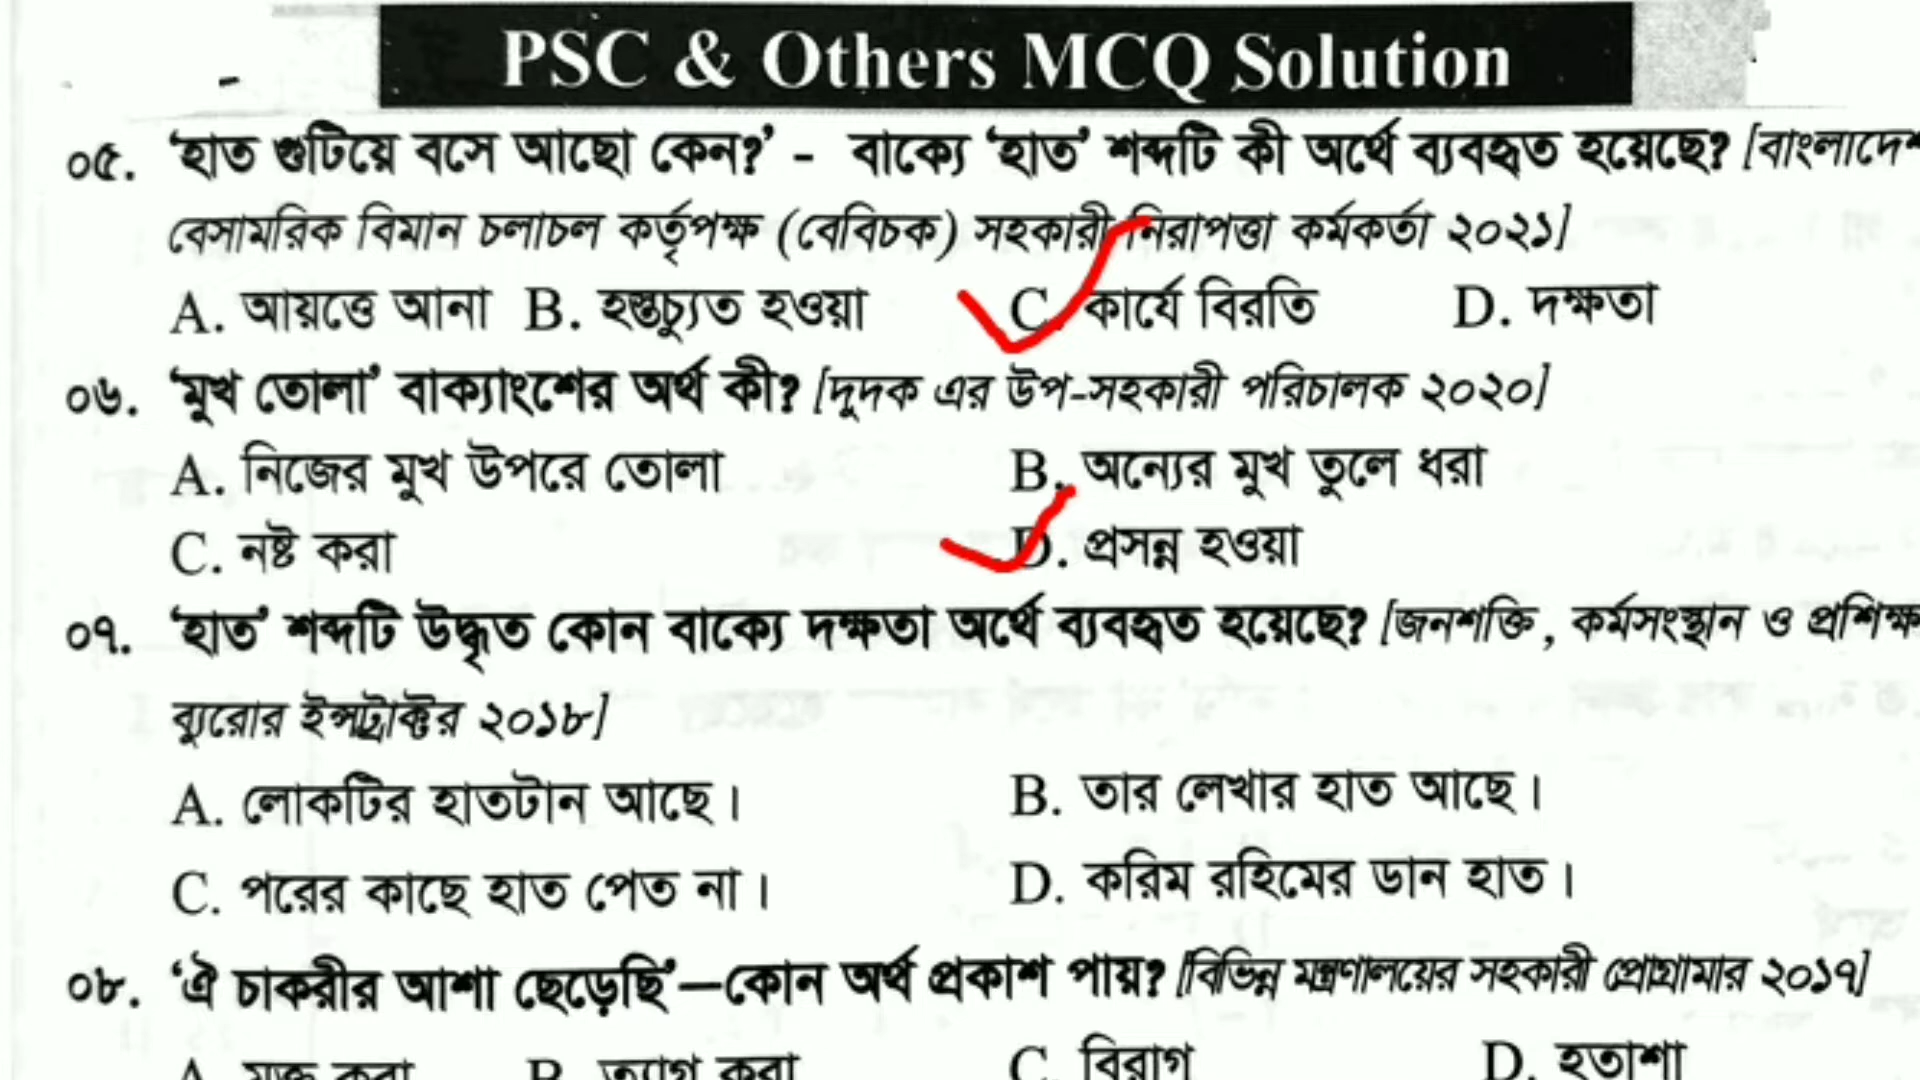 PSC & Others MCQ Solution
০৫. ‘হাত গুটিয়ে বসে আছো কেন?’ - বাক্যে ‘হাত’ শব্দটি কী অর্থে ব্যবহৃত হয়েছে? [বাংলাদেশ
বেসামরিক বিমান চলাচল কর্তৃপক্ষ (বেবিচক) সহকারী নিরাপত্তা কর্মকর্তা ২০২১]
A. আয়ত্তে আনা B. হস্তচ্যুত হওয়া C. কার্যে বিরতি D. দক্ষতা
০৬. ‘মুখ তোলা’ বাক্যাংশের অর্থ কী? [দুদক এর উপ-সহকারী পরিচালক ২০২০]
A. নিজের মুখ উপরে তোলা B. অন্যের মুখ তুলে ধরা
C. নষ্ট করা D. প্রসন্ন হওয়া
০৭. ‘হাত’ শব্দটি উদ্ধৃত কোন বাক্যে দক্ষতা অর্থে ব্যবহৃত হয়েছে? [জনশক্তি, কর্মসংস্থান ও প্রশিক্ষ
ব্যুরোর ইন্সট্রাক্টর ২০১৮]
A. লোকটির হাতটান আছে। B. তার লেখার হাত আছে।
C. পরের কাছে হাত পেত না। D. করিম রহিমের ডান হাত।
০৮. ‘ঐ চাকরীর আশা ছেড়েছি’—কোন অর্থ প্রকাশ পায়? [বিভিন্ন মন্ত্রণালয়ের সহকারী প্রোগ্রামার ২০১৭]
A. মুক্ত করা B. ত্যাগ করা C. বিরাগ D. হতাশা